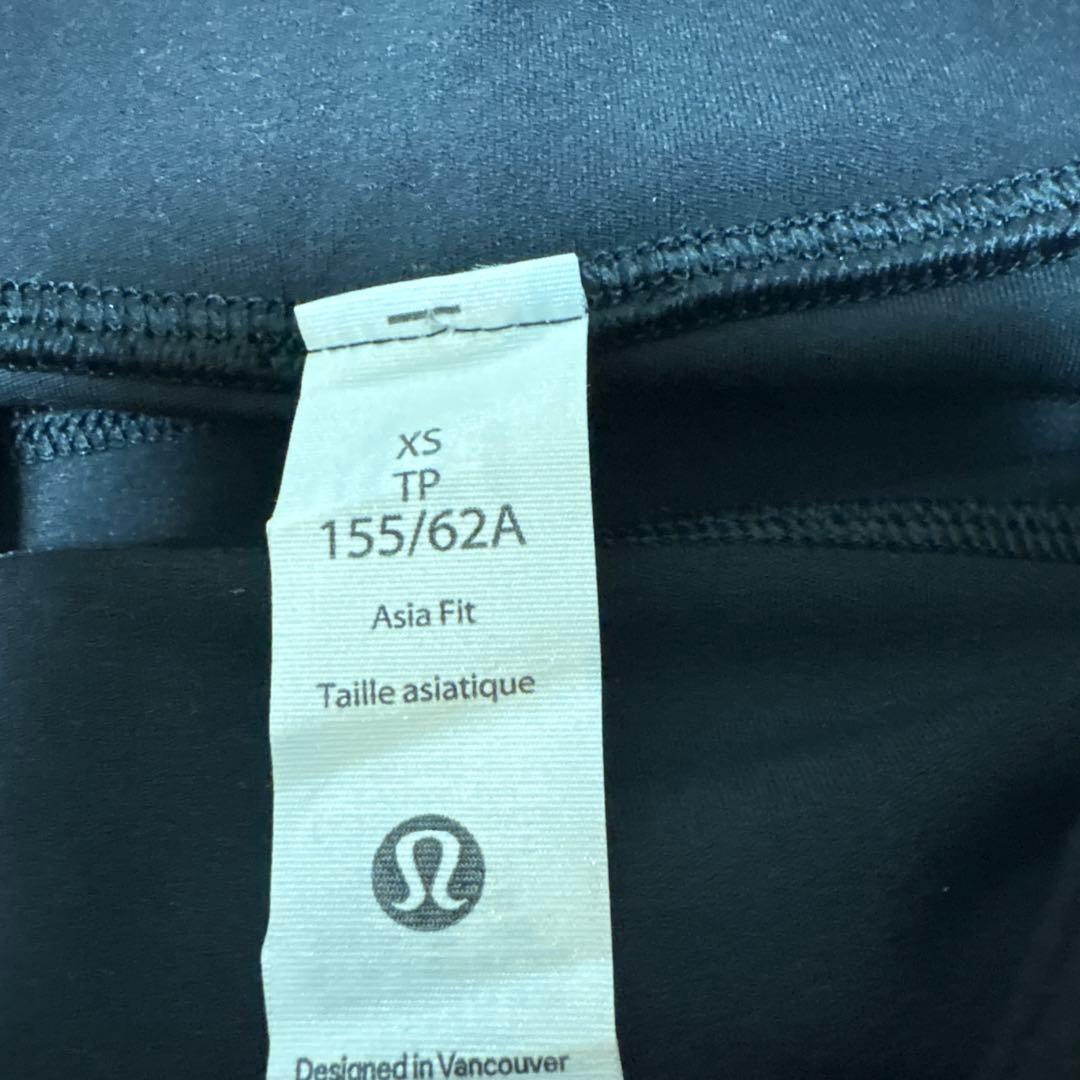 XS
TP
155/62A
Asia Fit
Taille asiatique
Designed in Vancouver